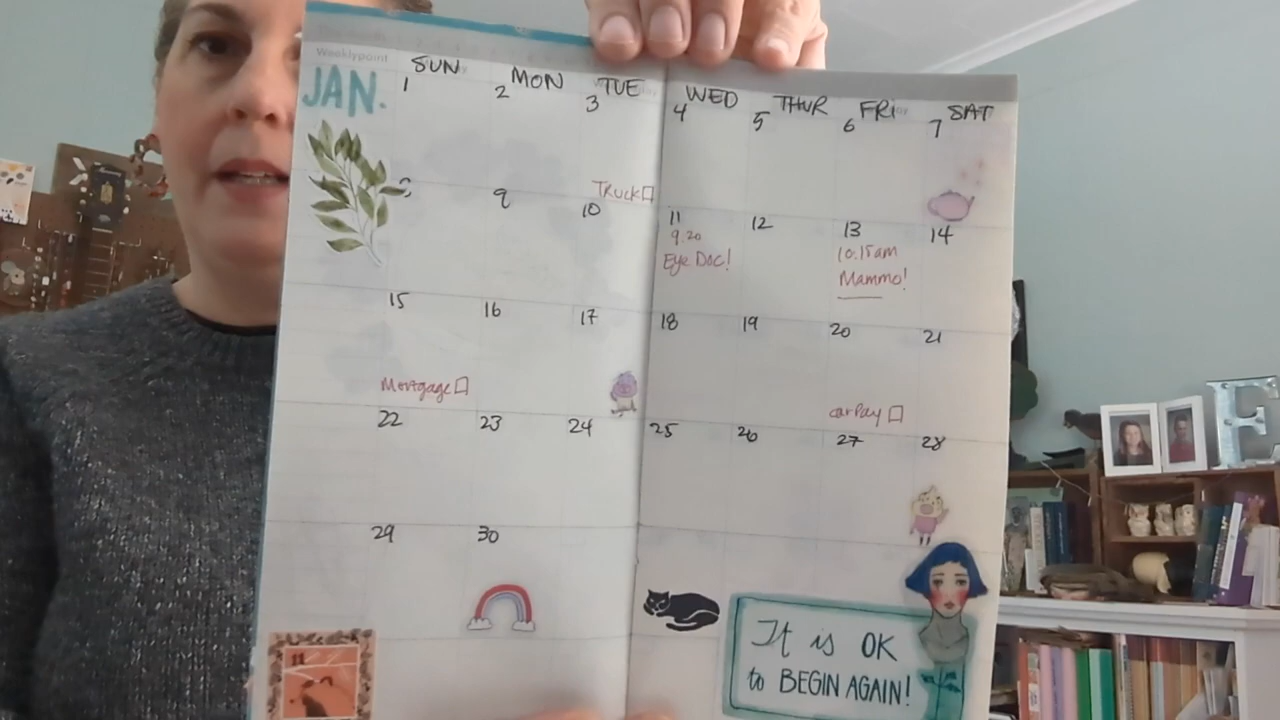 Weeklypoint
JAN.
SUN MON TUE WED THUR FRI SAT
1 2 3 4 5 6 7
Truck
8 9 10 11 12 13 14
9.20 10.15am
Eye Doc! Mammo!
15 16 17 18 19 20 21
Mortgage car Pay
22 23 24 25 26 27 28
29 30
It is OK
to BEGIN AGAIN!
E